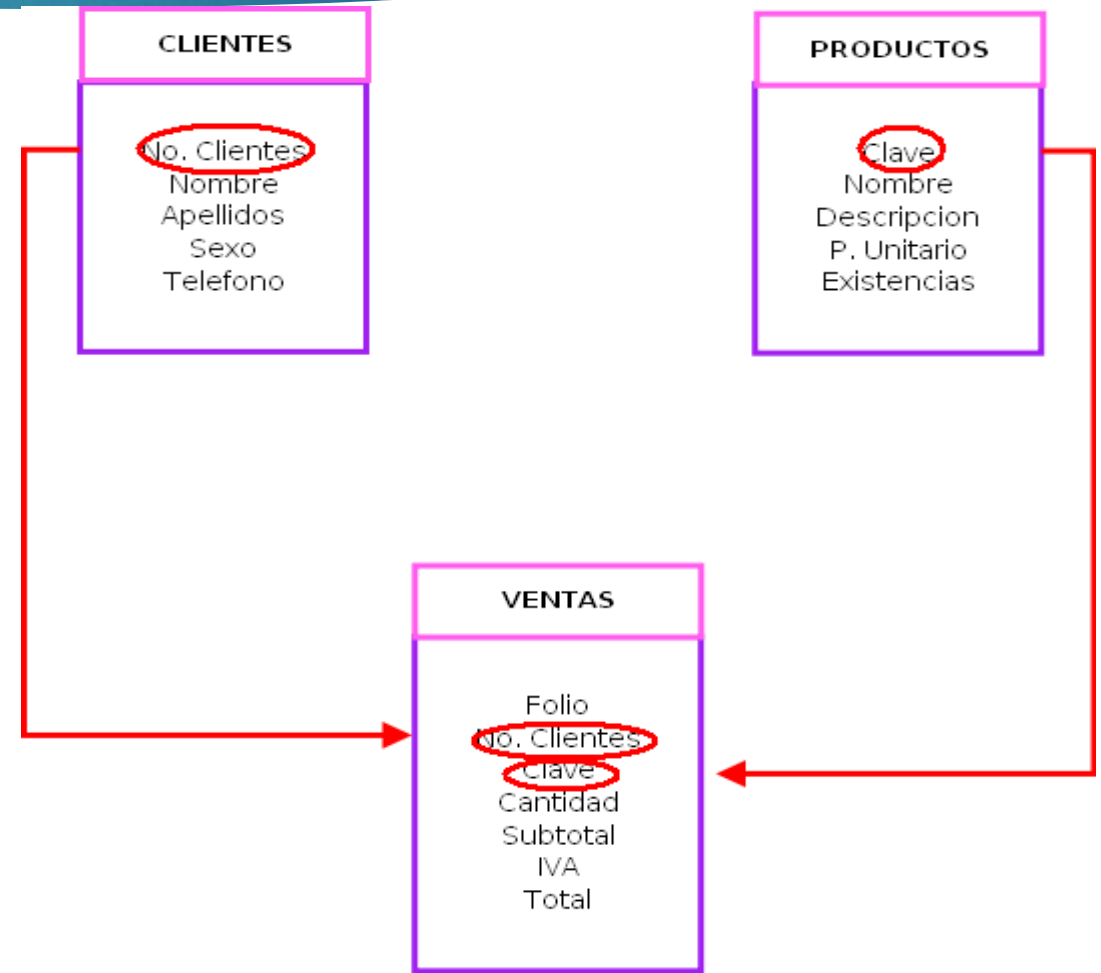 CLIENTES
No. Clientes
Nombre
Apellidos
Sexo
Telefono
PRODUCTOS
Clave
Nombre
Descripcion
P. Unitario
Existencias
VENTAS
Folio
No. Clientes
Clave
Cantidad
Subtotal
IVA
Total